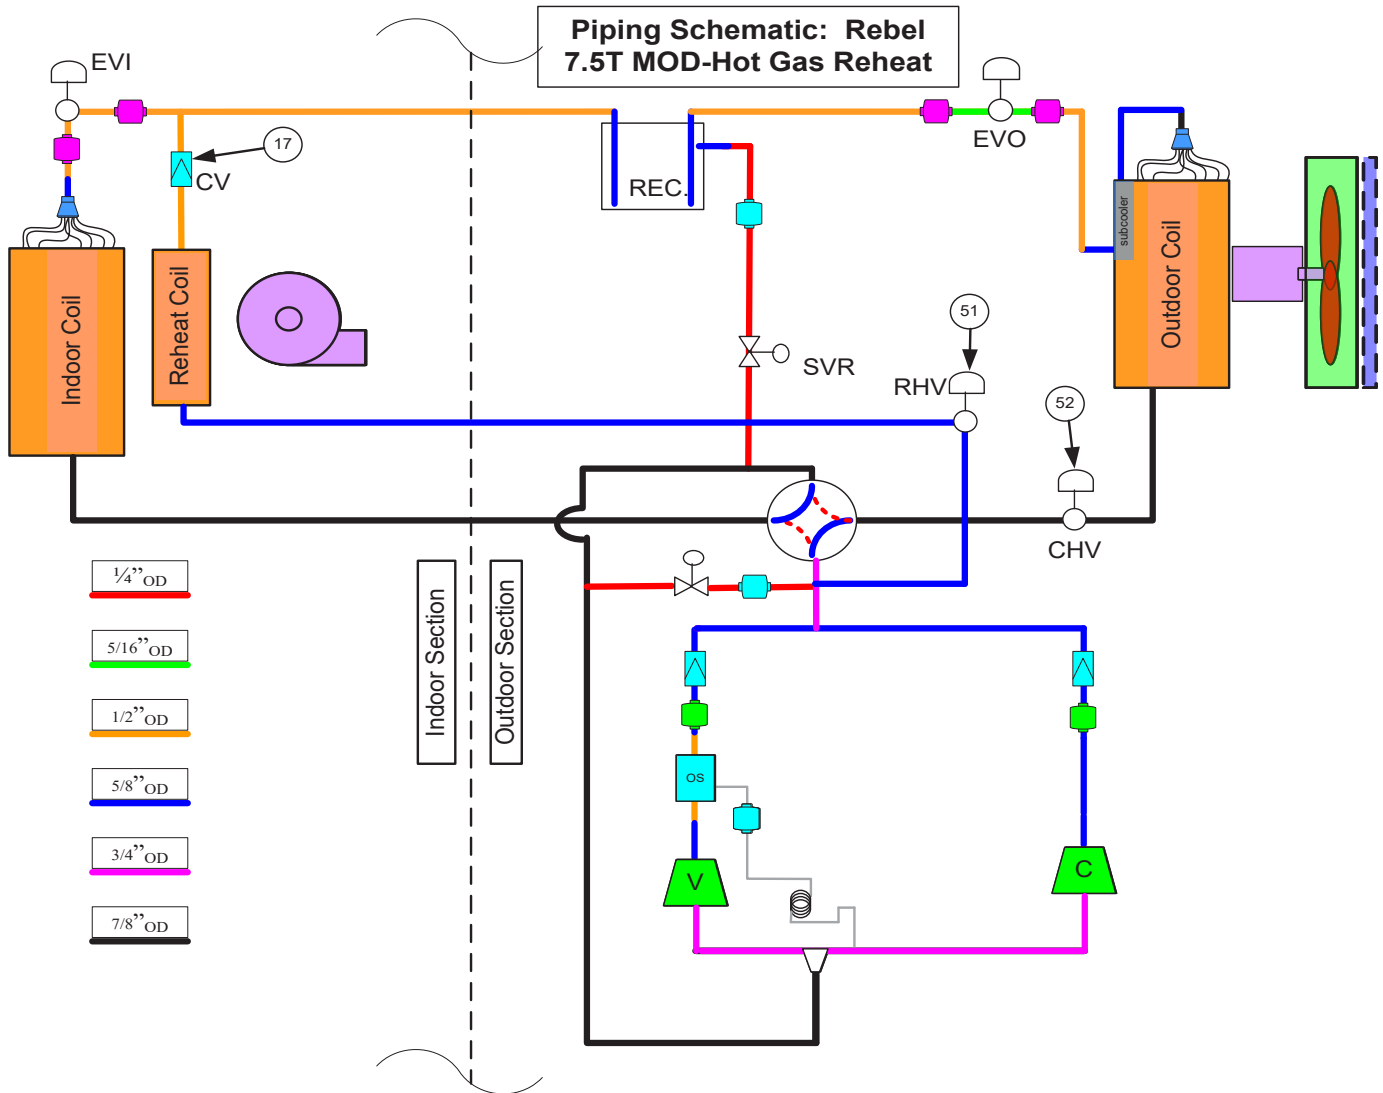 Piping Schematic: Rebel
7.5T MOD-Hot Gas Reheat
EVI
EVO
17
CV
REC.
subcooler
Outdoor Coil
Indoor Coil
Reheat Coil
51
SVR
RHV
52
CHV
1/4”OD
5/16”OD
1/2”OD
5/8”OD
3/4”OD
7/8”OD
Indoor Section
Outdoor Section
OS
V
C